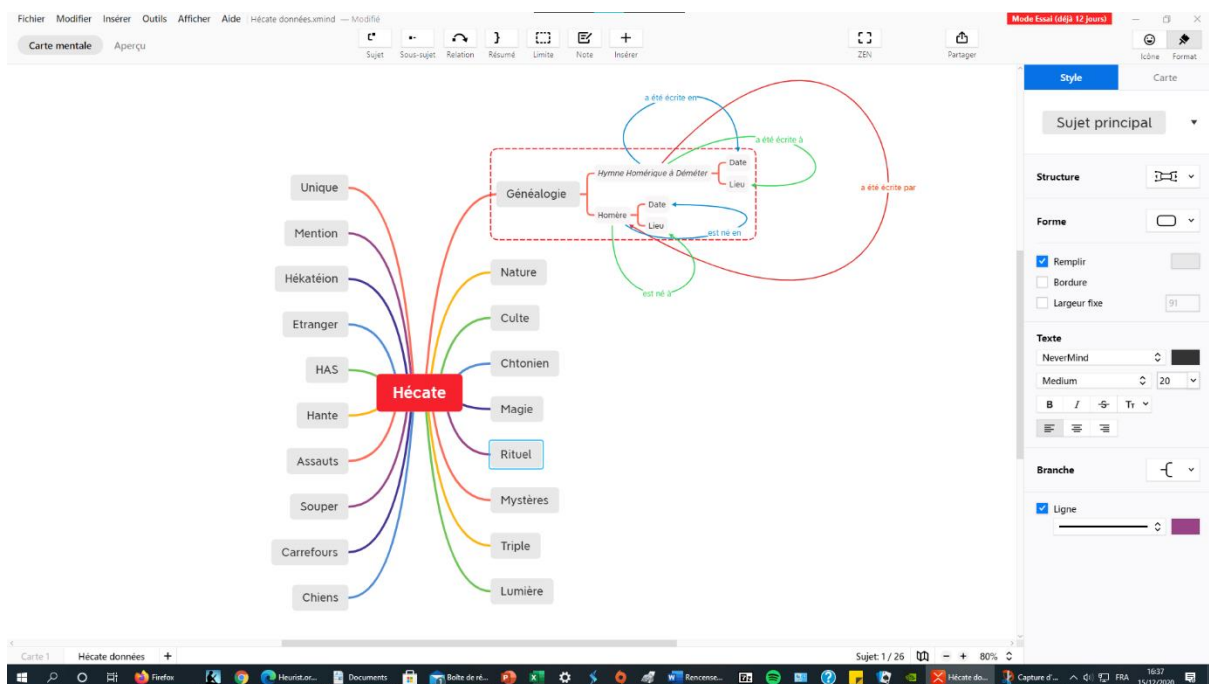 Fichier Modifier Insérer Outils Afficher Aide Hécate données.xmind — Modifié
Mode Essai (déjà 12 jours)
Carte mentale Aperçu
Sujet Sous-sujet Relation Résumé Limite Note Insérer ZEN Partager Icône Format
Style Carte
Sujet principal
Structure
Forme
Remplir
Bordure
Largeur fixe 91
Texte
NeverMind
Medium 20
B I S Tт
Branche
Ligne
a été écrite en
a été écrite à
a été écrite par
Généalogie
Hymne Homérique à Déméter
Date
Lieu
Homère
Date
Lieu
est né en
est né à
Hécate
Unique
Mention
Hékatéion
Etranger
HAS
Hante
Assauts
Souper
Carrefours
Chiens
Nature
Culte
Chtonien
Magie
Rituel
Mystères
Triple
Lumière
Carte 1 Hécate données +
Sujet: 1 / 26 - + 80%
Firefox Heurist.or... Documents Boîte de ré... Rencense... Hécate do... Capture d'... FRA 16:37
15/12/2020